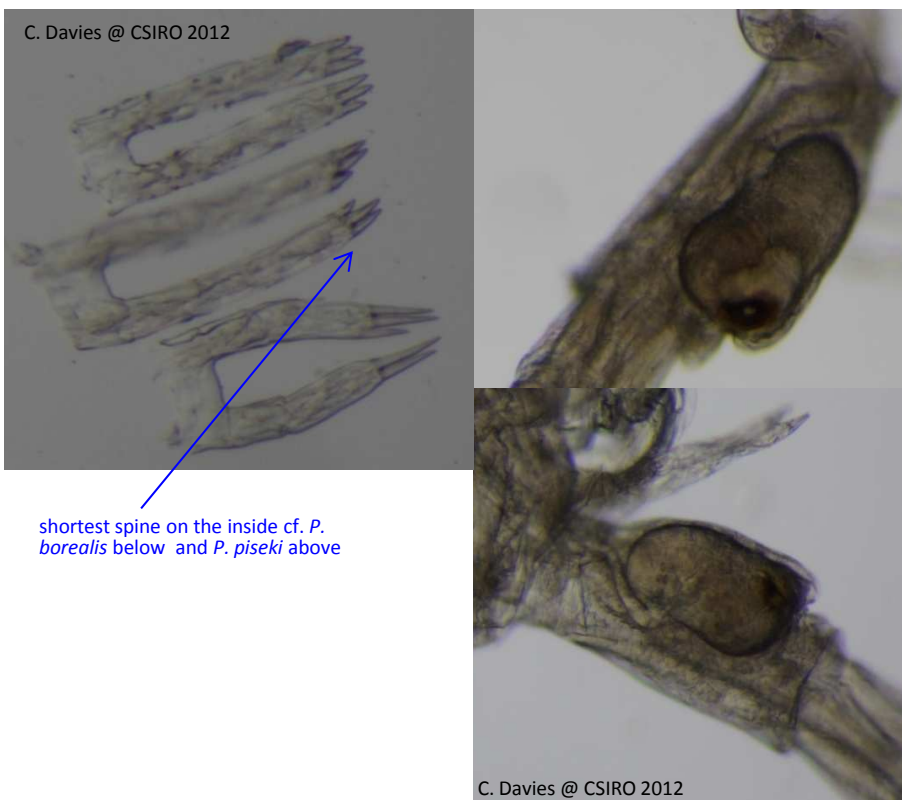 C. Davies @ CSIRO 2012
shortest spine on the inside cf. P.
borealis below  and P. piseki above
C. Davies @ CSIRO 2012